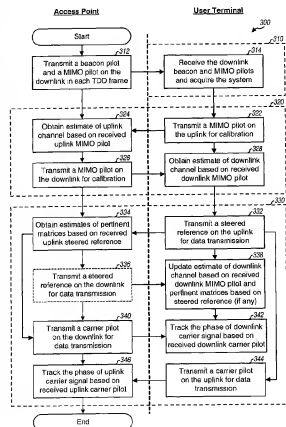 Access Point
User Terminal
300
Start
310
312
Transmit a beacon pilot
and a MIMO pilot on the
downlink in each TDD frame
314
Receive the downlink
beacon and MIMO pilots
and acquire the system
320
324
Obtain estimate of uplink
channel based on received
uplink MIMO pilot
322
Transmit a MIMO pilot on
the uplink for calibration
326
Transmit a MIMO pilot on
the downlink for calibration
328
Obtain estimate of downlink
channel based on received
downlink MIMO pilot
330
334
Obtain estimates of pertinent
matrices based on received
uplink steered reference
332
Transmit a steered
reference on the uplink
for data transmission
336
Transmit a steered
reference on the downlink
for data transmission
338
Update estimate of downlink
channel based on received
downlink MIMO pilot and
pertinent matrices based on
steered reference (if any)
340
Transmit a carrier pilot
on the downlink for
data transmission
342
Track the phase of downlink
carrier signal based on
received downlink carrier pilot
346
Track the phase of uplink
carrier signal based on
received uplink carrier pilot
344
Transmit a carrier pilot
on the uplink for data
transmission
End